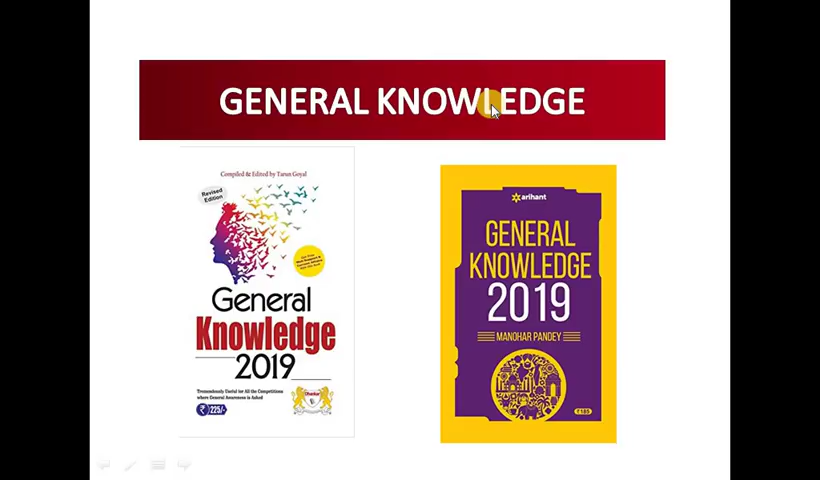 GENERAL KNOWLEDGE
Compiled & Edited by Tarun Goyal
Revised
Edition
General
Knowledge
2019
Tremendously Useful for All the Competitions
where General Awareness is Asked
₹ 225/-
Dhankar
arihant
GENERAL
KNOWLEDGE
2019
MANOHAR PANDEY
₹185